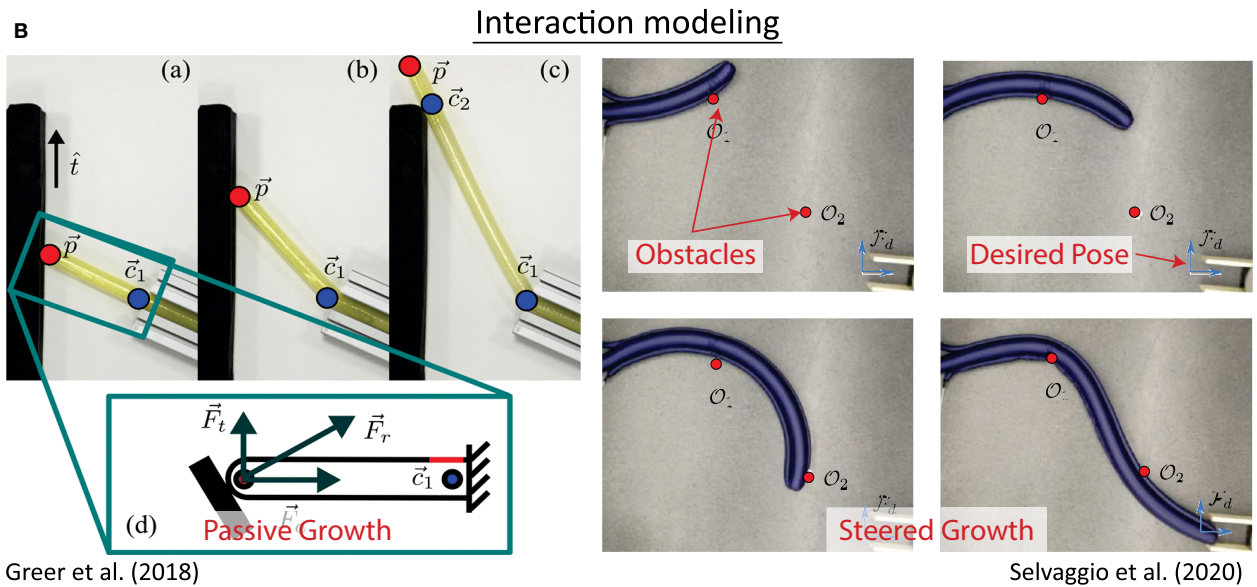 Interaction modeling
B
(a)
(b)
(c)
p⃗
c⃗₂
t̂
p⃗
p⃗
c⃗₁
c⃗₁
c⃗₁
F⃗ₜ
F⃗ᵣ
c⃗₁
(d)
Passive Growth
Greer et al. (2018)
𝒪₂
Obstacles
𝒪₂
Desired Pose
𝒪₂
𝒪₂
Steered Growth
Selvaggio et al. (2020)